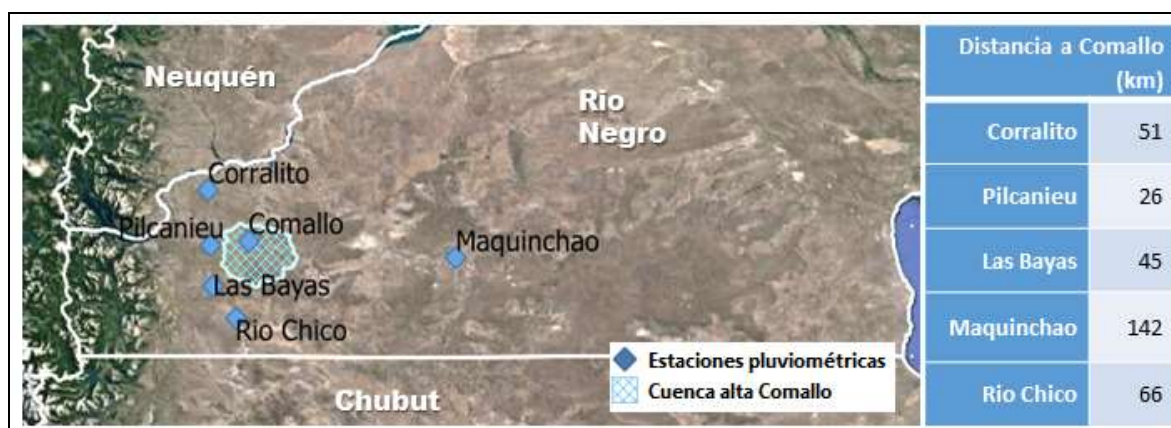 Neuquén
Río
Negro
Corralito
Pilcanieu
Comallo
Maquinchao
Las Bayas
Rio Chico
Chubut
Estaciones pluviométricas
Cuenca alta Comallo
Distancia a Comallo
(km)
Corralito 51
Pilcanieu 26
Las Bayas 45
Maquinchao 142
Rio Chico 66